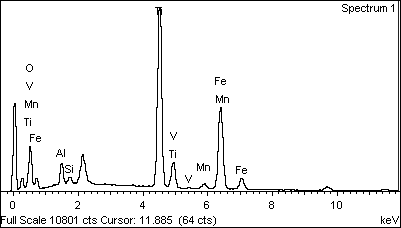 Spectrum 1
Ti
O
V
Mn
Ti
Fe
Al
Si
V
Ti
V
Mn
Fe
Mn
Fe
0 2 4 6 8 10
Full Scale 10801 cts Cursor: 11.885 (64 cts) keV